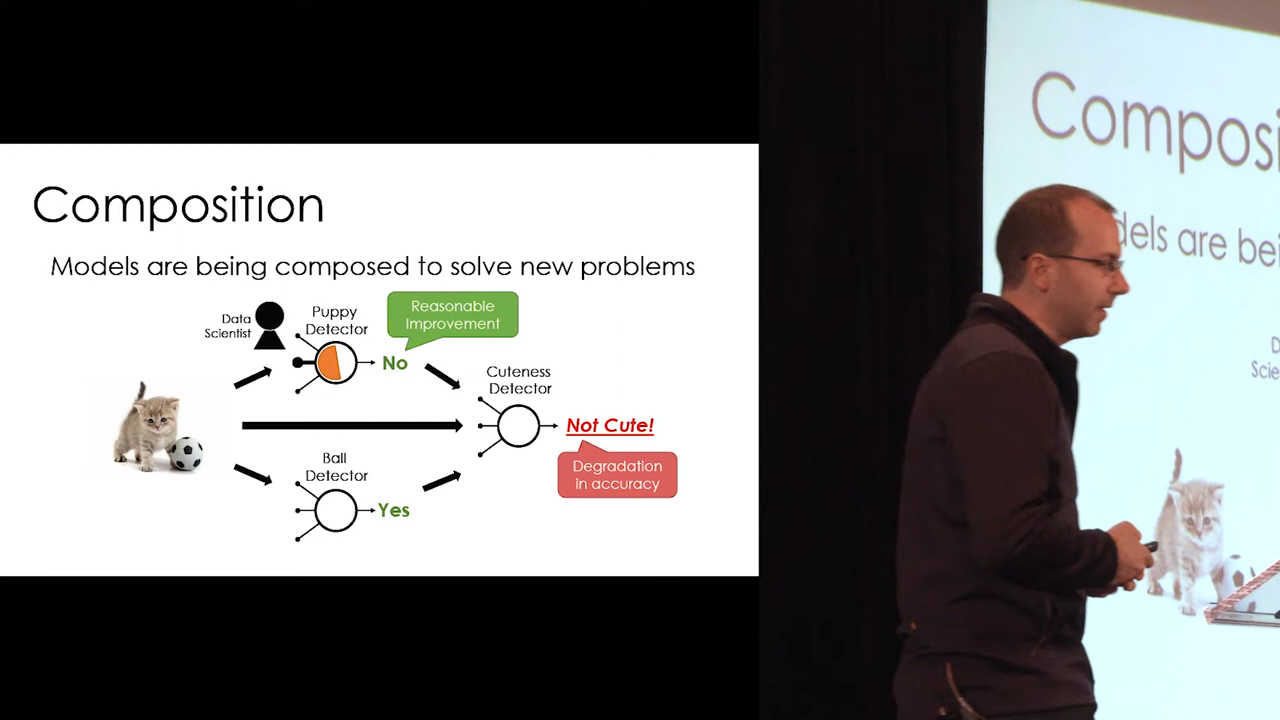 Composition
Models are being composed to solve new problems
Data
Scientist
Puppy
Detector
Reasonable
Improvement
No
Cuteness
Detector
Not Cute!
Degradation
in accuracy
Ball
Detector
Yes
Composi
dels are bei
D
Scie